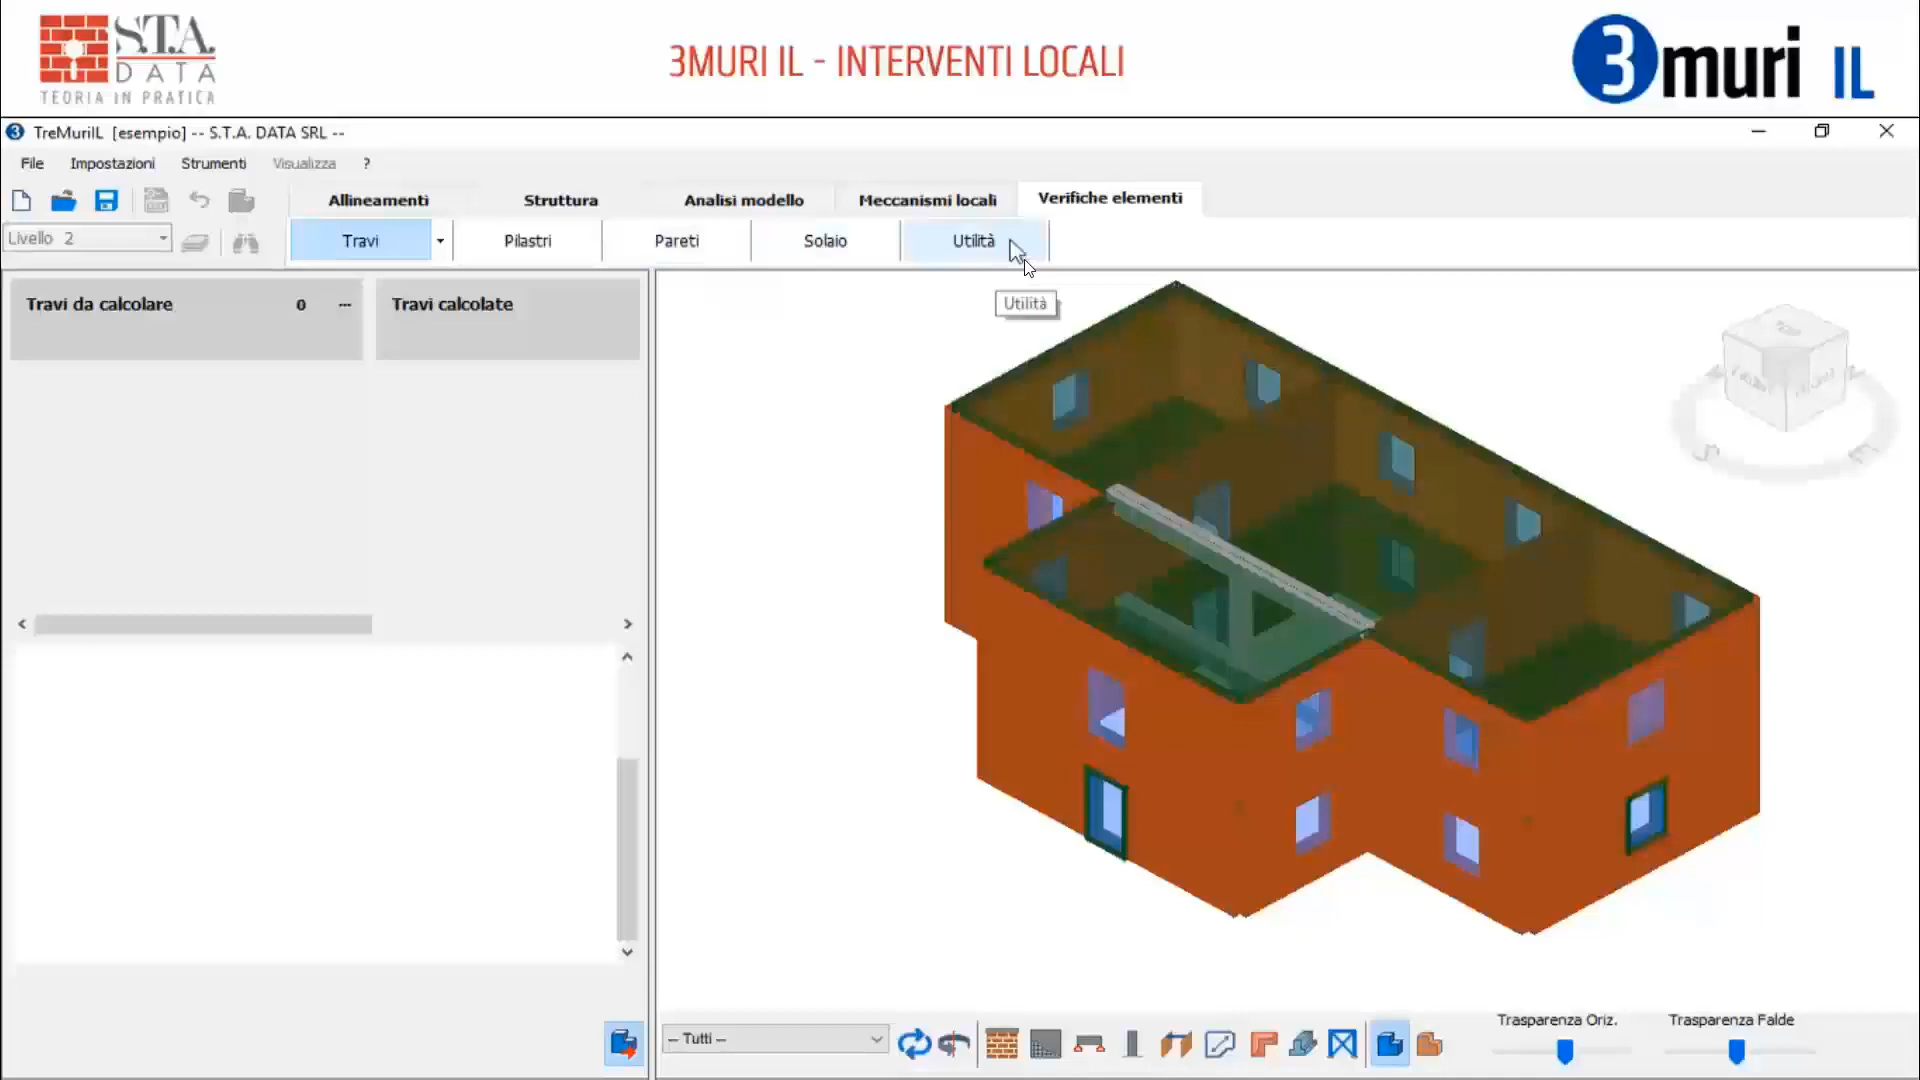 S.T.A.
DATA
TEORIA IN PRATICA
3MURI IL - INTERVENTI LOCALI
3muri IL
3 TreMuriIL [esempio] -- S.T.A. DATA SRL --
File Impostazioni Strumenti Visualizza ?
Allineamenti Struttura Analisi modello Meccanismi locali Verifiche elementi
Livello 2
Travi Pilastri Pareti Solaio Utilità
Travi da calcolare 0 ... Travi calcolate
Utilità
-- Tutti --
Trasparenza Oriz. Trasparenza Falde